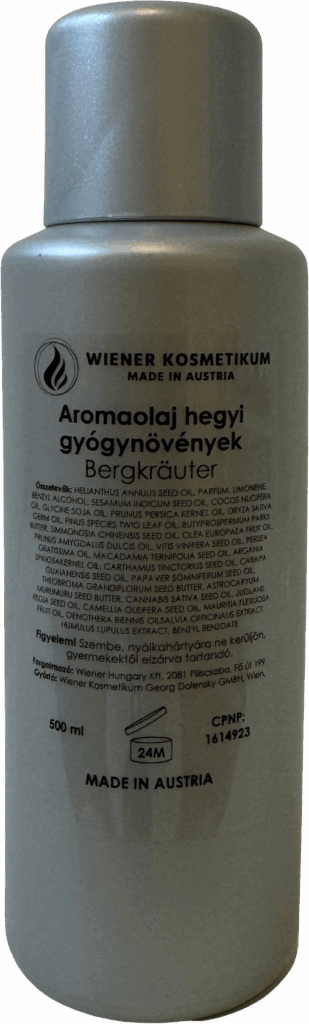 WIENER KOSMETIKUM
MADE IN AUSTRIA
Aromaolaj hegyi
gyógynövények
Bergkräuter
Összetevők: HELIANTHUS ANNUUS SEED OIL, PARFUM, LIMONENE,
BENZYL ALCOHOL, SESAMUM INDICUM SEED OIL, COCOS NUCIFERA
OIL, GLYCINE SOJA OIL, PRUNUS PERSICA KERNEL OIL, ORYZA SATIVA
GERM OIL, PINUS SPECIES TWIG LEAF OIL, BUTYPROSPERMUM PARKII
BUTTER, SIMMONDSIA CHINENSIS SEED OIL, OLEA EUROPAEA FRUIT OIL,
PRUNUS AMYGDALUS DULCIS OIL, VITIS VINIFERA SEED OIL, PERSEA
GRATISSIMA OIL, MACADAMIA TERNIFOLIA SEED OIL, ARGANIA
SPINOSAKERNEL OIL, CARTHAMUS TINCTORIUS SEED OIL, CARAPA
GUAIANENSIS SEED OIL, PAPAVER SOMNIFERUM SEED OIL,
THEOBROMA GRANDIFLORUM SEED BUTTER, ASTROCARYUM
MURUMURU SEED BUTTER, CANNABIS SATIVA SEED OIL, JUGLANS
REGIA SEED OIL, CAMELLIA OLEIFERA SEED OIL, MAURITIA FLEXUOSA
FRUIT OIL, OENOTHERA BIENNIS OILSALVIA OFFICINALIS EXTRACT,
HUMULUS LUPULUS EXTRACT, BENZYL BENZOATE
Figyelem! Szembe, nyálkahártyára ne kerüljön,
gyermekektől elzárva tartandó.
Forgalmazó: Wiener Hungary Kft., 2081 Piliscsaba, Fő út 199.
Gyártó: Wiener Kosmetikum Georg Dolersky GMBH, Wien.
500 ml
24M
CPNP:
1614923
MADE IN AUSTRIA